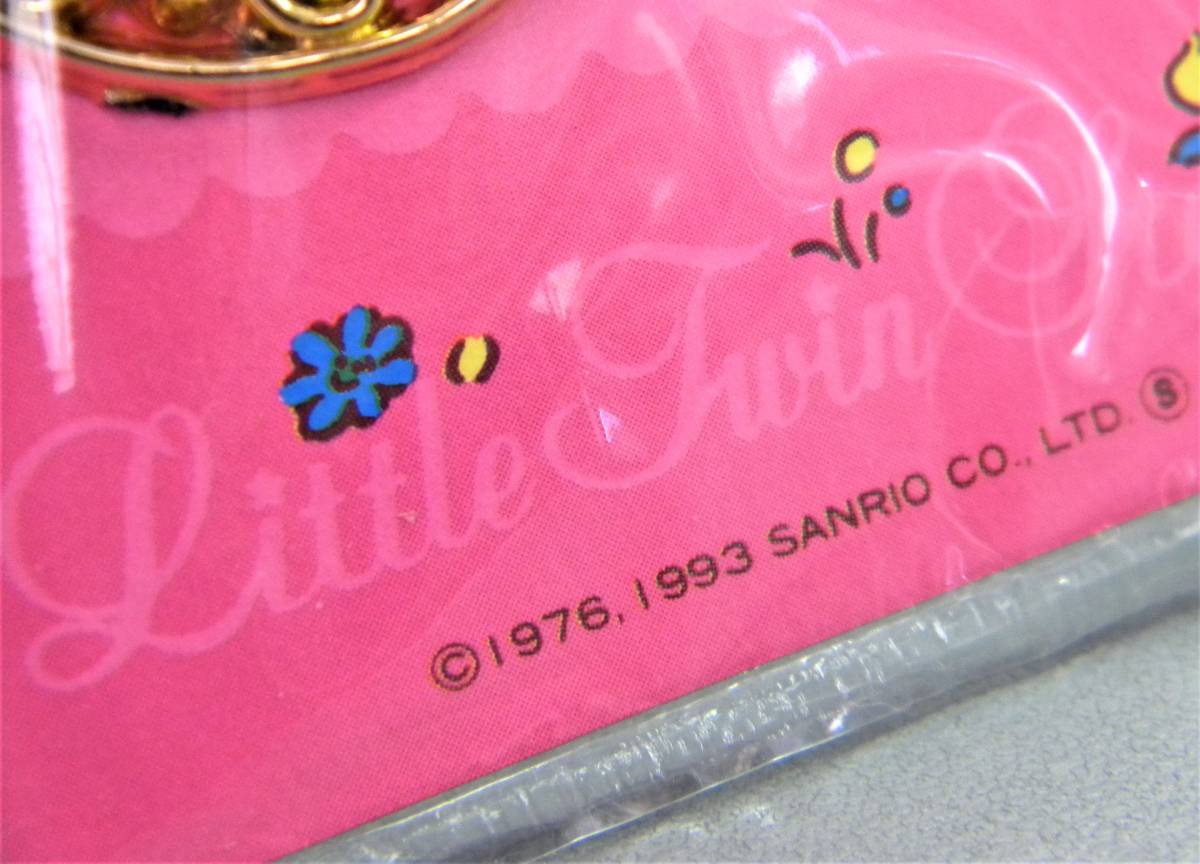 Little Twin
©1976, 1993 SANRIO CO., LTD. Ⓢ